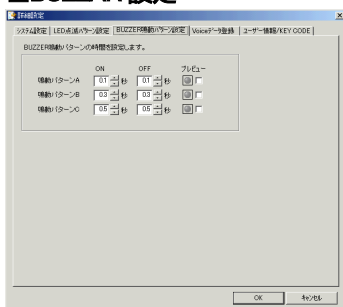 詳細設定
システム設定 LED点滅パターン設定 BUZZER鳴動パターン設定 Voiceデータ登録 ユーザー情報/KEY CODE
BUZZER鳴動パターンの時間を設定します。
ON OFF プレビュー
鳴動パターンA 0.1 秒 0.1 秒
鳴動パターンB 0.3 秒 0.3 秒
鳴動パターンC 0.5 秒 0.5 秒
OK キャンセル